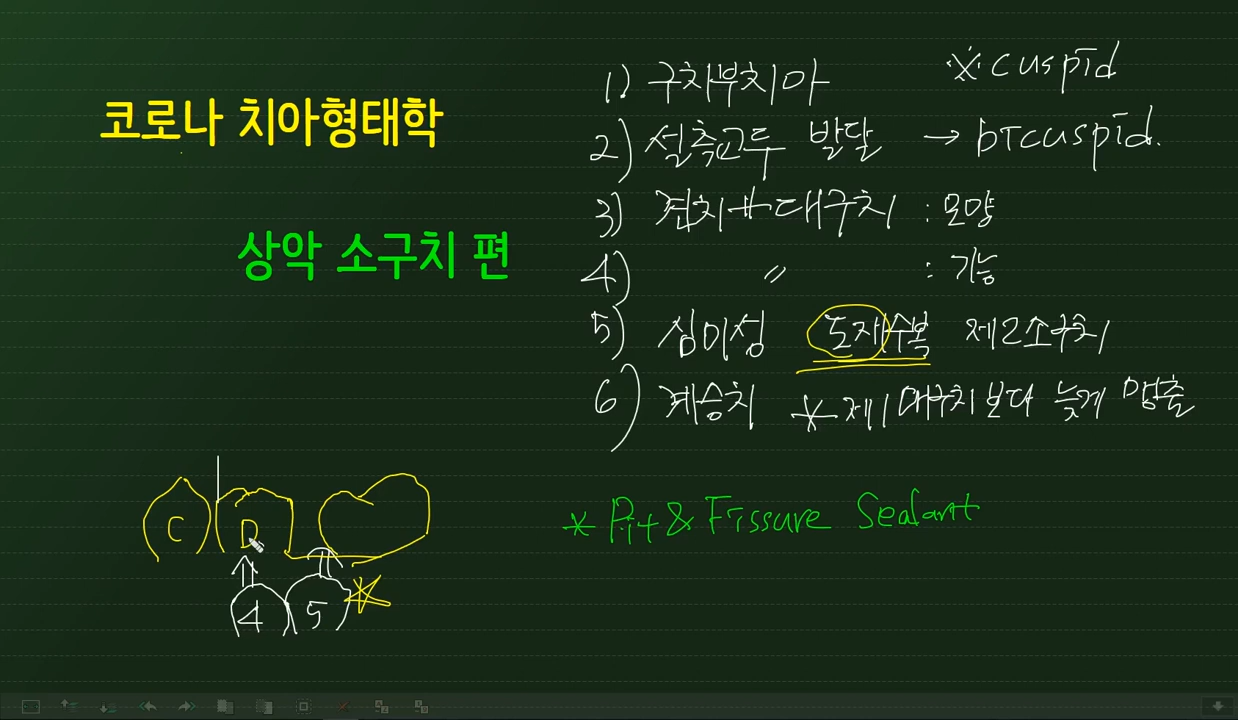 코로나 치아형태학
상악 소구치 편
1) 구치부치아 ※ cuspid
2) 설측교두 발달 → bicuspid.
3) 견치 + 대구치 : 모양
4) 〃 : 기능
5) 심미성 도재수복 제2소구치
6) 계승치 * 제1대구치보다 늦게 맹출
* Pit & Fissure Sealant
C D
4 5